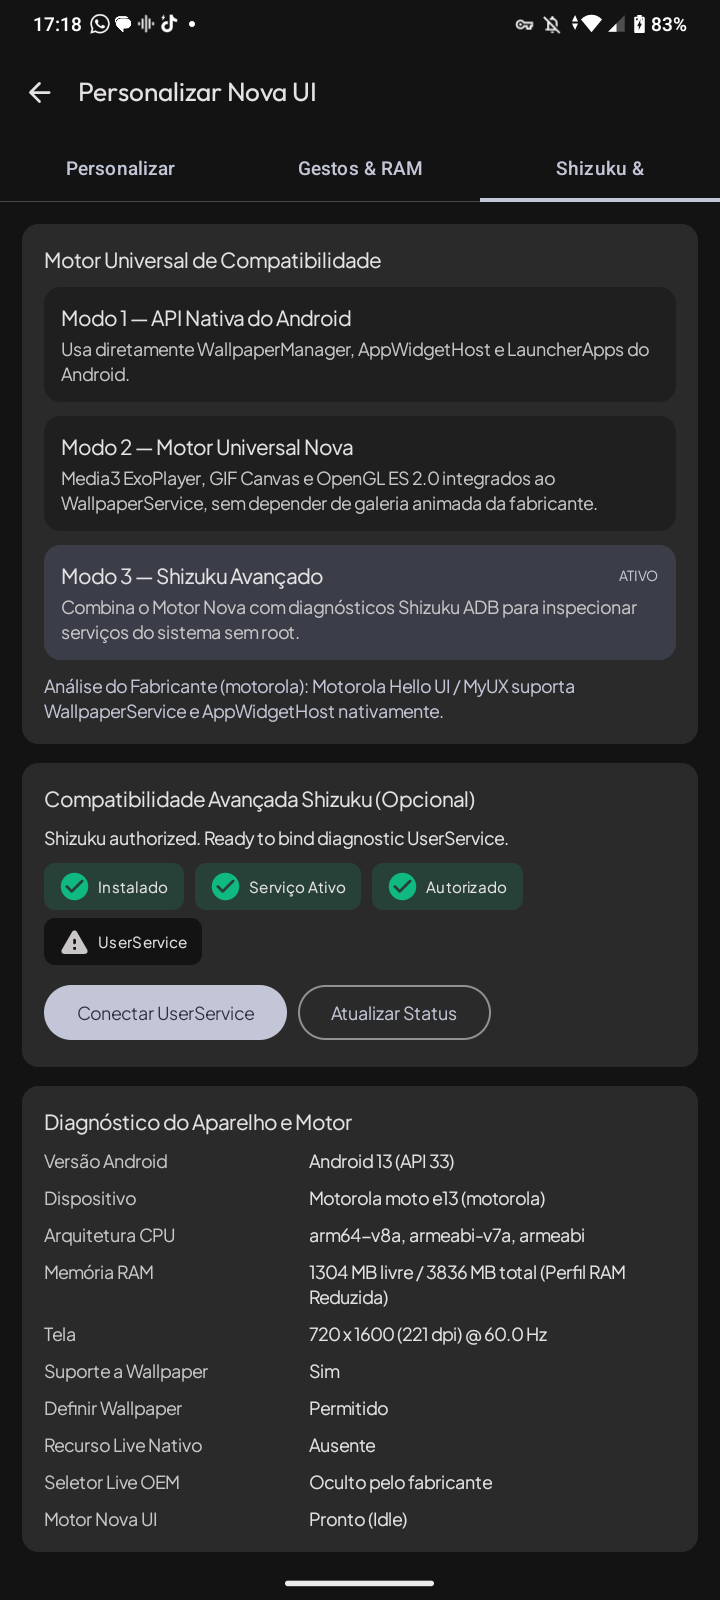 17:18
83%
Personalizar Nova UI
Personalizar
Gestos & RAM
Shizuku &
Motor Universal de Compatibilidade
Modo 1 — API Nativa do Android
Usa diretamente WallpaperManager, AppWidgetHost e LauncherApps do
Android.
Modo 2 — Motor Universal Nova
Media3 ExoPlayer, GIF Canvas e OpenGL ES 2.0 integrados ao
WallpaperService, sem depender de galeria animada da fabricante.
Modo 3 — Shizuku Avançado
ATIVO
Combina o Motor Nova com diagnósticos Shizuku ADB para inspecionar
serviços do sistema sem root.
Análise do Fabricante (motorola): Motorola Hello UI / MyUX suporta
WallpaperService e AppWidgetHost nativamente.
Compatibilidade Avançada Shizuku (Opcional)
Shizuku authorized. Ready to bind diagnostic UserService.
Instalado
Serviço Ativo
Autorizado
UserService
Conectar UserService
Atualizar Status
Diagnóstico do Aparelho e Motor
Versão Android
Android 13 (API 33)
Dispositivo
Motorola moto e13 (motorola)
Arquitetura CPU
arm64-v8a, armeabi-v7a, armeabi
Memória RAM
1304 MB livre / 3836 MB total (Perfil RAM
Reduzida)
Tela
720 x 1600 (221 dpi) @ 60.0 Hz
Suporte a Wallpaper
Sim
Definir Wallpaper
Permitido
Recurso Live Nativo
Ausente
Seletor Live OEM
Oculto pelo fabricante
Motor Nova UI
Pronto (Idle)